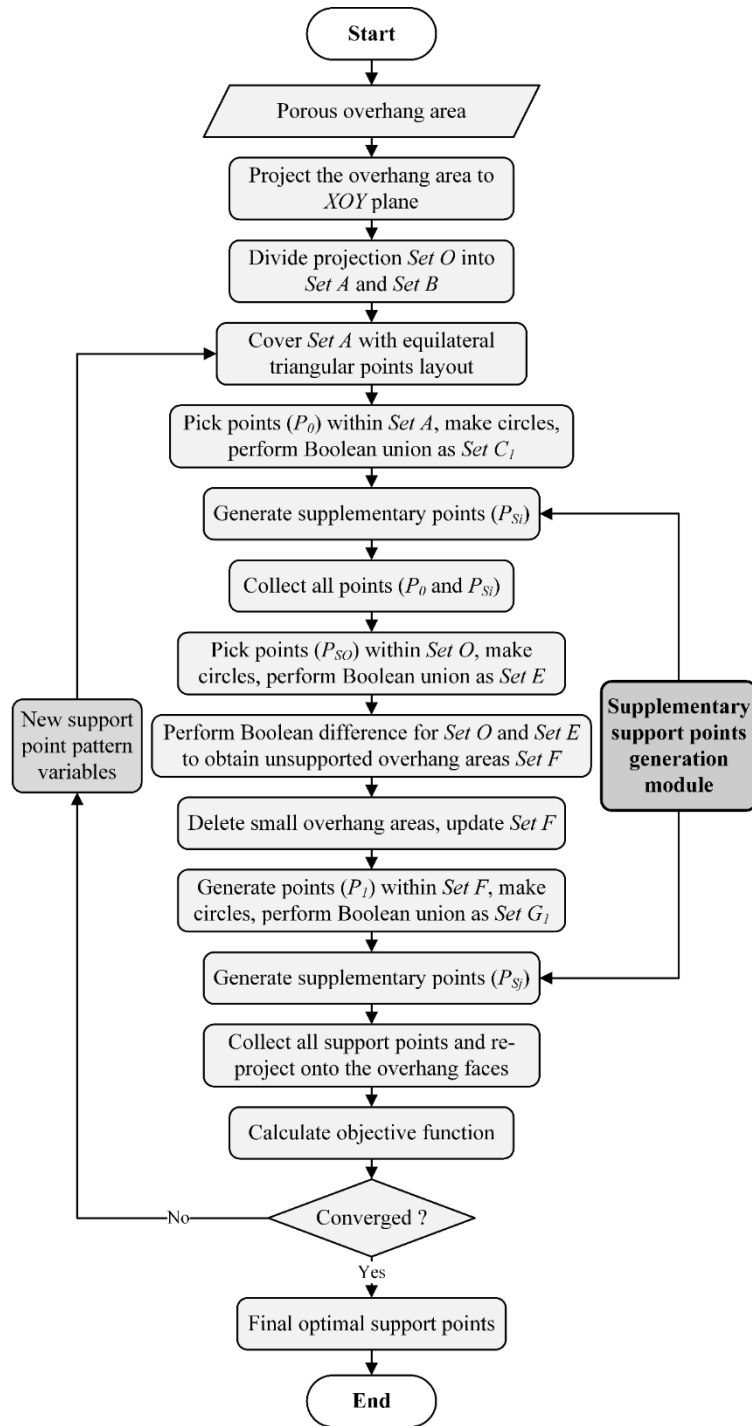 Start
Porous overhang area
Project the overhang area to
XOY plane
Divide projection Set O into
Set A and Set B
Cover Set A with equilateral
triangular points layout
Pick points (P0) within Set A, make circles,
perform Boolean union as Set C1
Generate supplementary points (PSi)
Collect all points (P0 and PSi)
Pick points (PSO) within Set O, make
circles, perform Boolean union as Set E
New support
point pattern
variables
Perform Boolean difference for Set O and Set E
to obtain unsupported overhang areas Set F
Supplementary
support points
generation
module
Delete small overhang areas, update Set F
Generate points (P1) within Set F, make
circles, perform Boolean union as Set G1
Generate supplementary points (PSj)
Collect all support points and re-
project onto the overhang faces
Calculate objective function
No
Converged ?
Yes
Final optimal support points
End